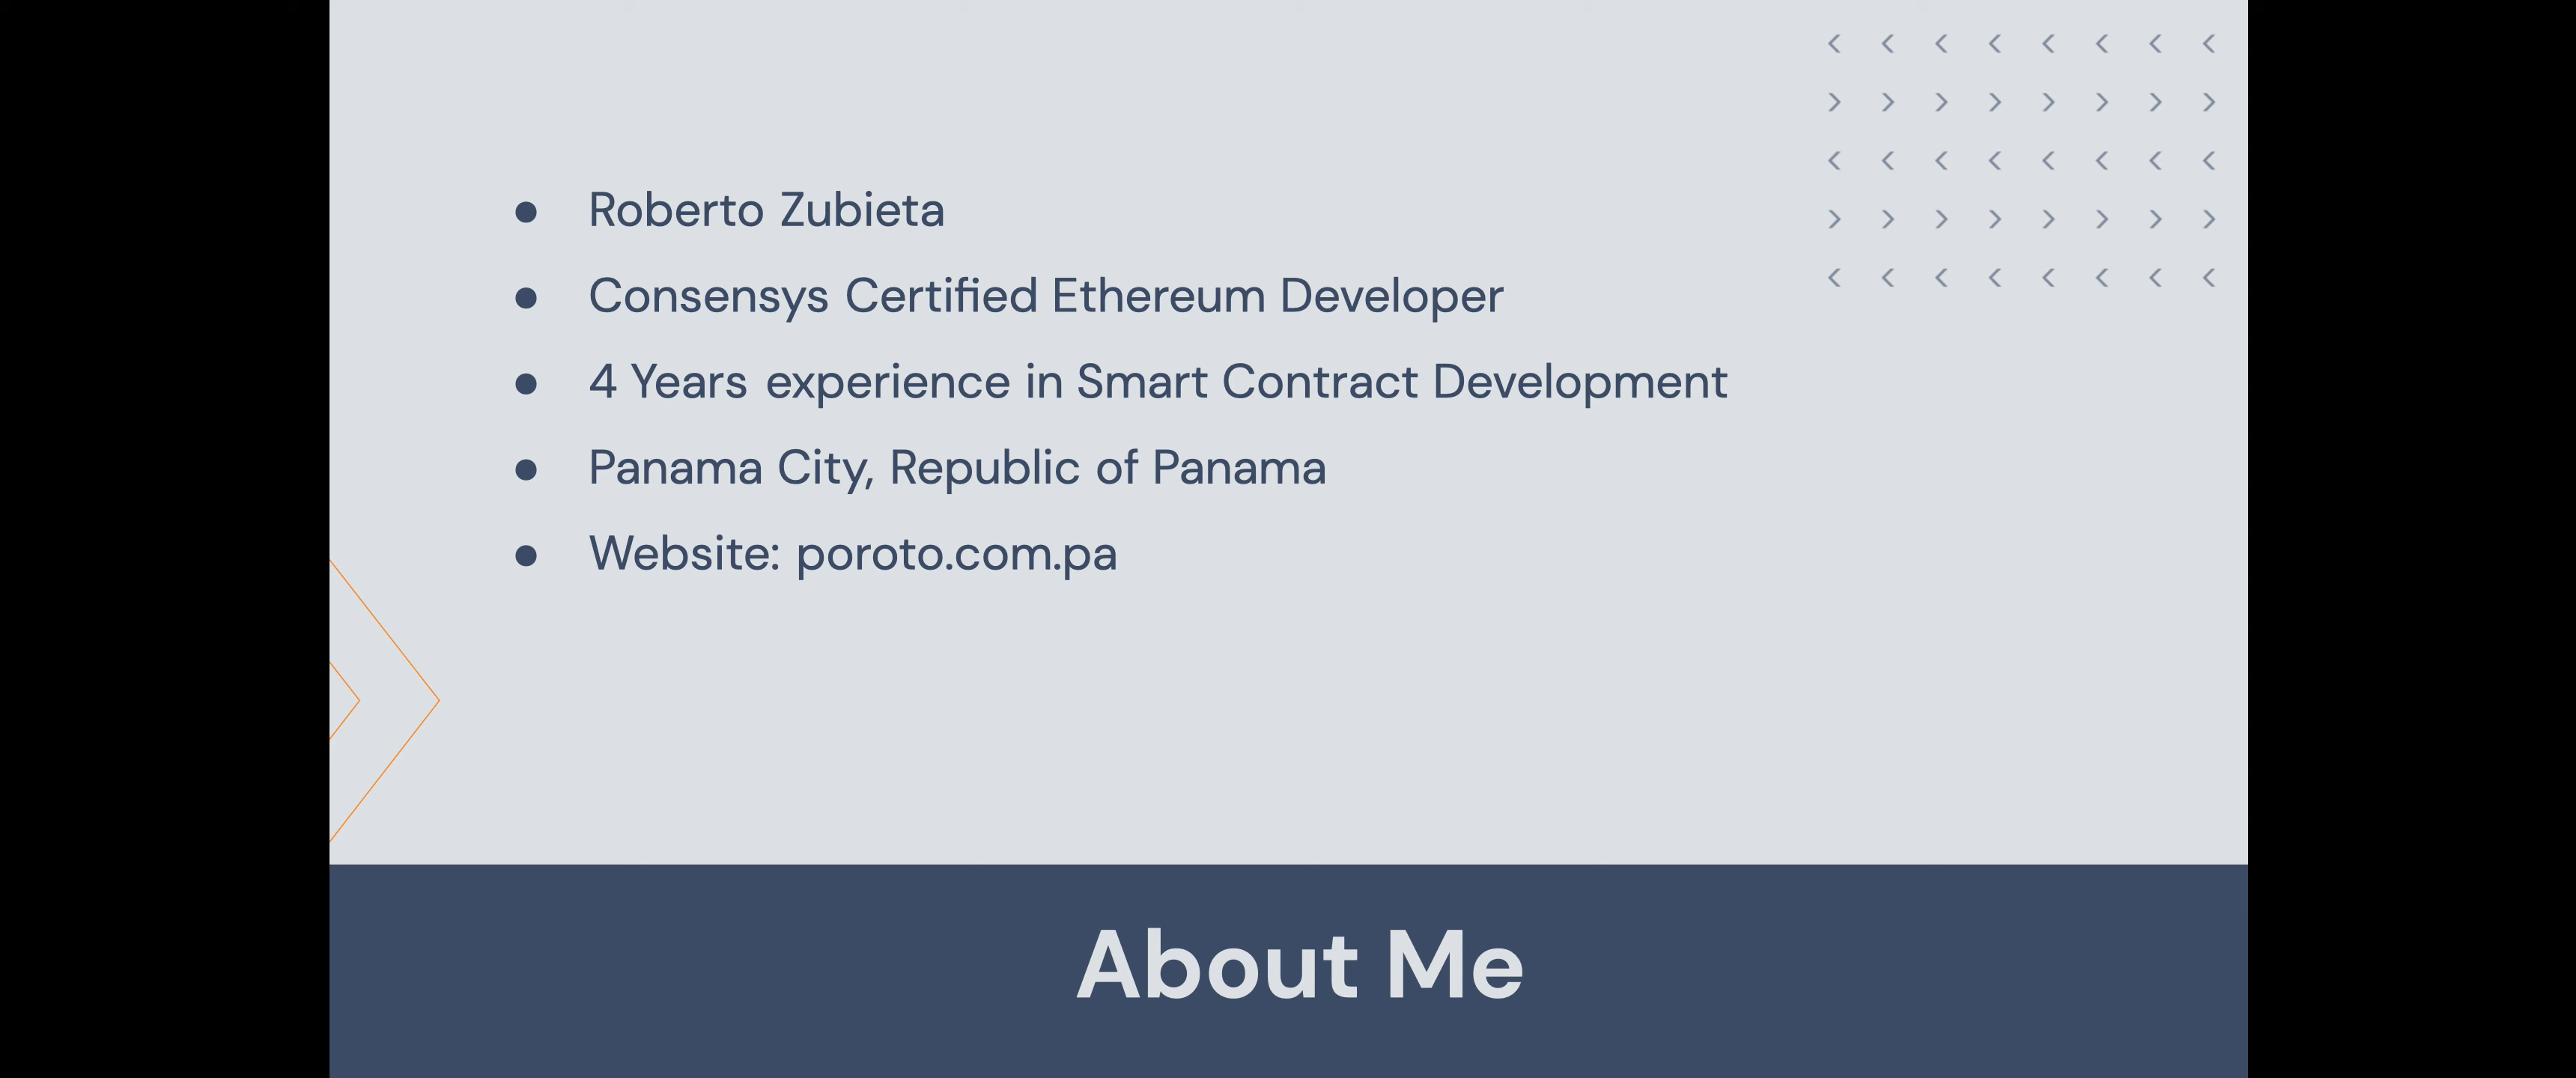 ● Roberto Zubieta
● Consensys Certified Ethereum Developer
● 4 Years experience in Smart Contract Development
● Panama City, Republic of Panama
● Website: poroto.com.pa
About Me